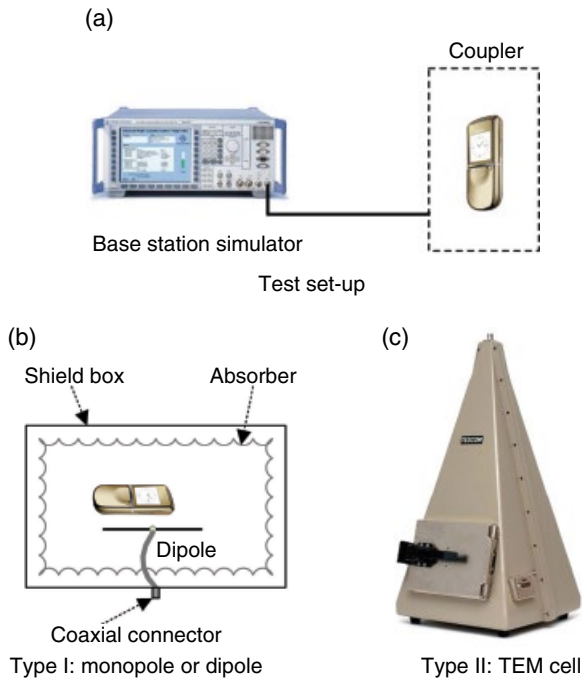 (a)
Coupler
Base station simulator
Test set-up
(b)
Shield box
Absorber
Dipole
Coaxial connector
Type I: monopole or dipole
(c)
TESCOM
Type II: TEM cell